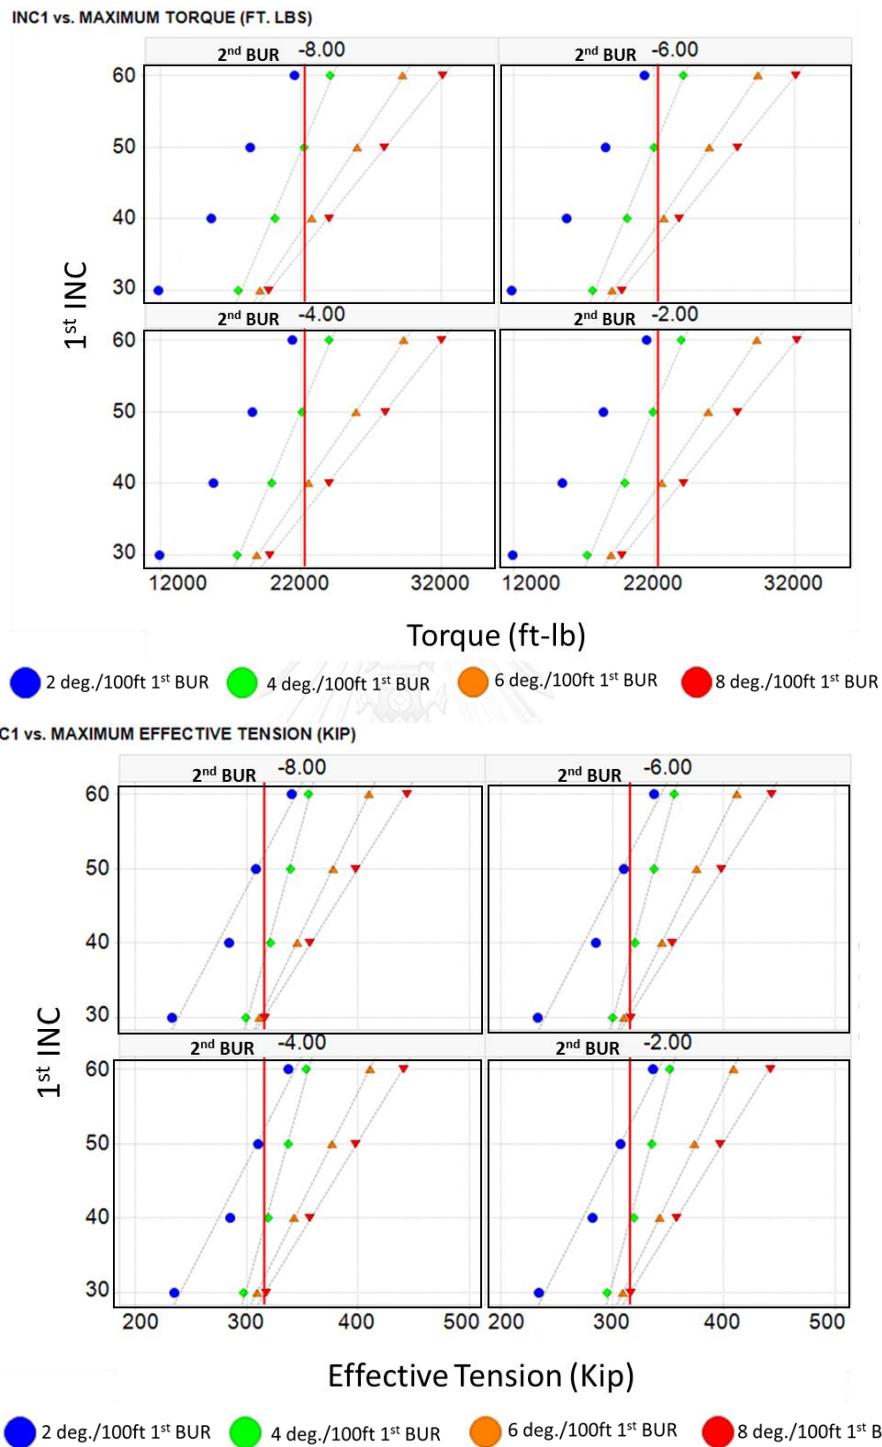 INC1 vs. MAXIMUM TORQUE (FT. LBS)
2nd BUR -8.00 2nd BUR -6.00
60
50
40
30
2nd BUR -4.00 2nd BUR -2.00
60
50
40
30
1st INC
12000 22000 32000 12000 22000 32000
Torque (ft-lb)
2 deg./100ft 1st BUR 4 deg./100ft 1st BUR 6 deg./100ft 1st BUR 8 deg./100ft 1st BUR
C1 vs. MAXIMUM EFFECTIVE TENSION (KIP)
2nd BUR -8.00 2nd BUR -6.00
60
50
40
30
2nd BUR -4.00 2nd BUR -2.00
60
50
40
30
1st INC
200 300 400 500 200 300 400 500
Effective Tension (Kip)
2 deg./100ft 1st BUR 4 deg./100ft 1st BUR 6 deg./100ft 1st BUR 8 deg./100ft 1st B